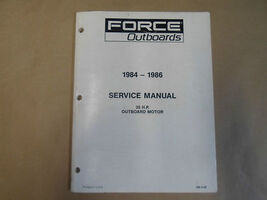 FORCE
Outboards
1984 – 1986
SERVICE MANUAL
35 H.P.
OUTBOARD MOTOR